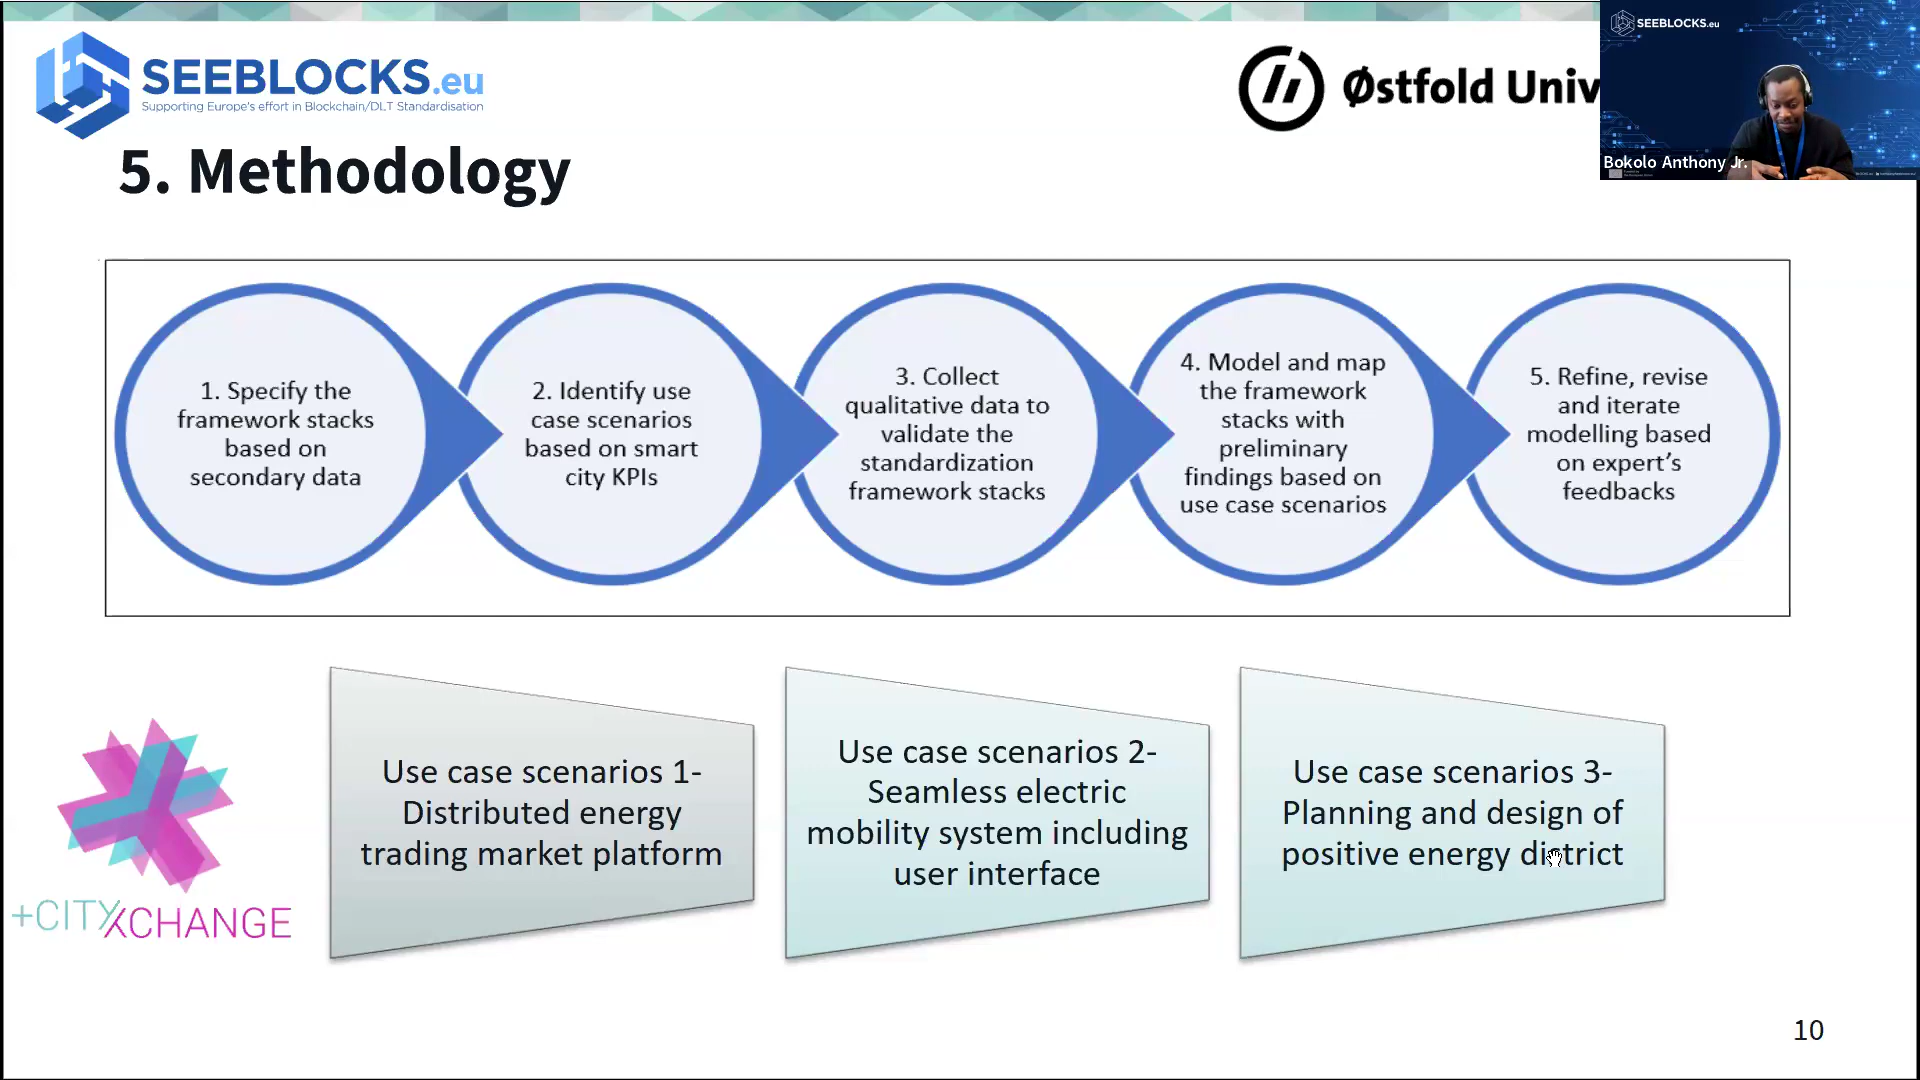 SEEBLOCKS.eu
Supporting Europe's effort in Blockchain/DLT Standardisation
Østfold Univ
SEEBLOCKS.eu
Bokolo Anthony Jr.
5. Methodology
1. Specify the
framework stacks
based on
secondary data
2. Identify use
case scenarios
based on smart
city KPIs
3. Collect
qualitative data to
validate the
standardization
framework stacks
4. Model and map
the framework
stacks with
preliminary
findings based on
use case scenarios
5. Refine, revise
and iterate
modelling based
on expert's
feedbacks
+CITYXCHANGE
Use case scenarios 1-
Distributed energy
trading market platform
Use case scenarios 2-
Seamless electric
mobility system including
user interface
Use case scenarios 3-
Planning and design of
positive energy district
10